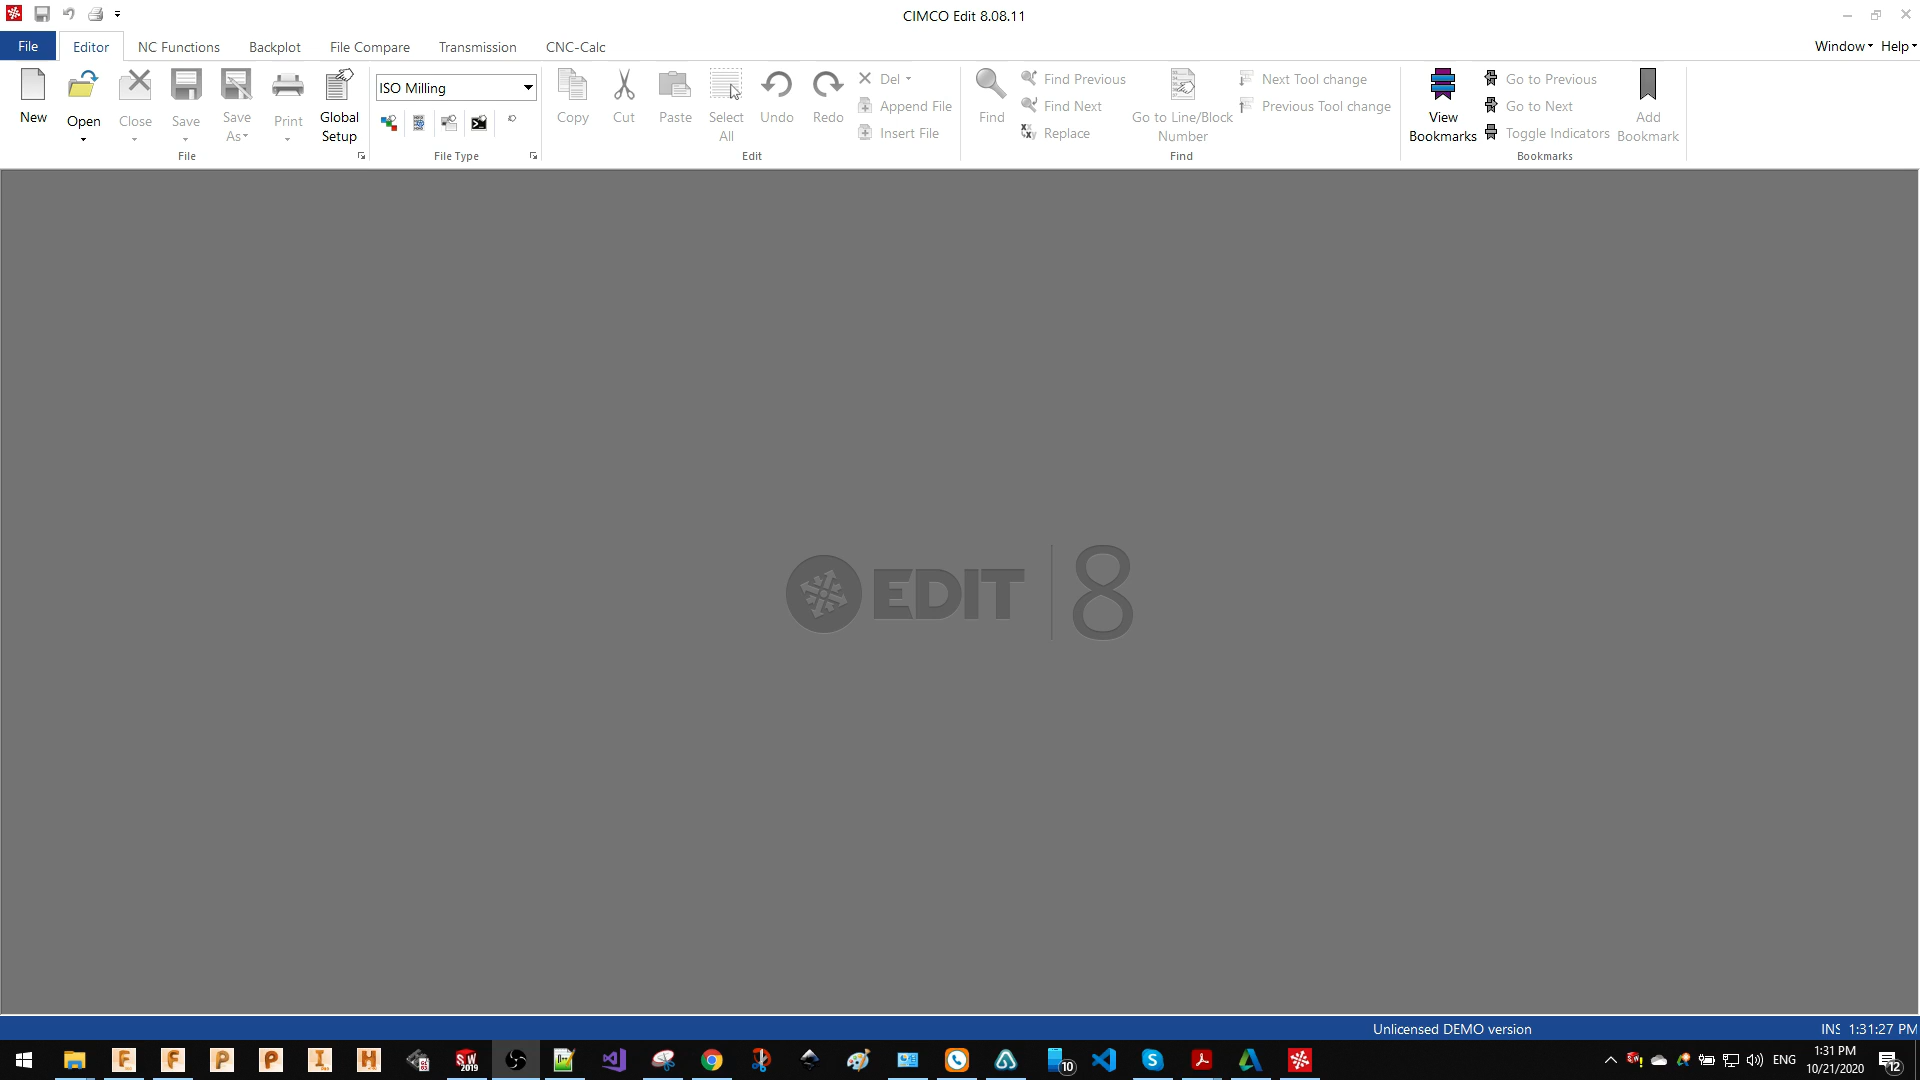 CIMCO Edit 8.08.11
File Editor NC Functions Backplot File Compare Transmission CNC-Calc Window Help
New Open Close Save Save As Print Global Setup
File
ISO Milling
File Type
Copy Cut Paste Select All Undo Redo
Del
Append File
Insert File
Edit
Find
Find Previous
Find Next
Replace
Go to Line/Block Number
Next Tool change
Previous Tool change
Find
View Bookmarks
Go to Previous
Go to Next
Toggle Indicators
Add Bookmark
Bookmarks
EDIT 8
Unlicensed DEMO version INS 1:31:27 PM
F F P P I H SW 2019 10 ENG 1:31 PM 12
10/21/2020